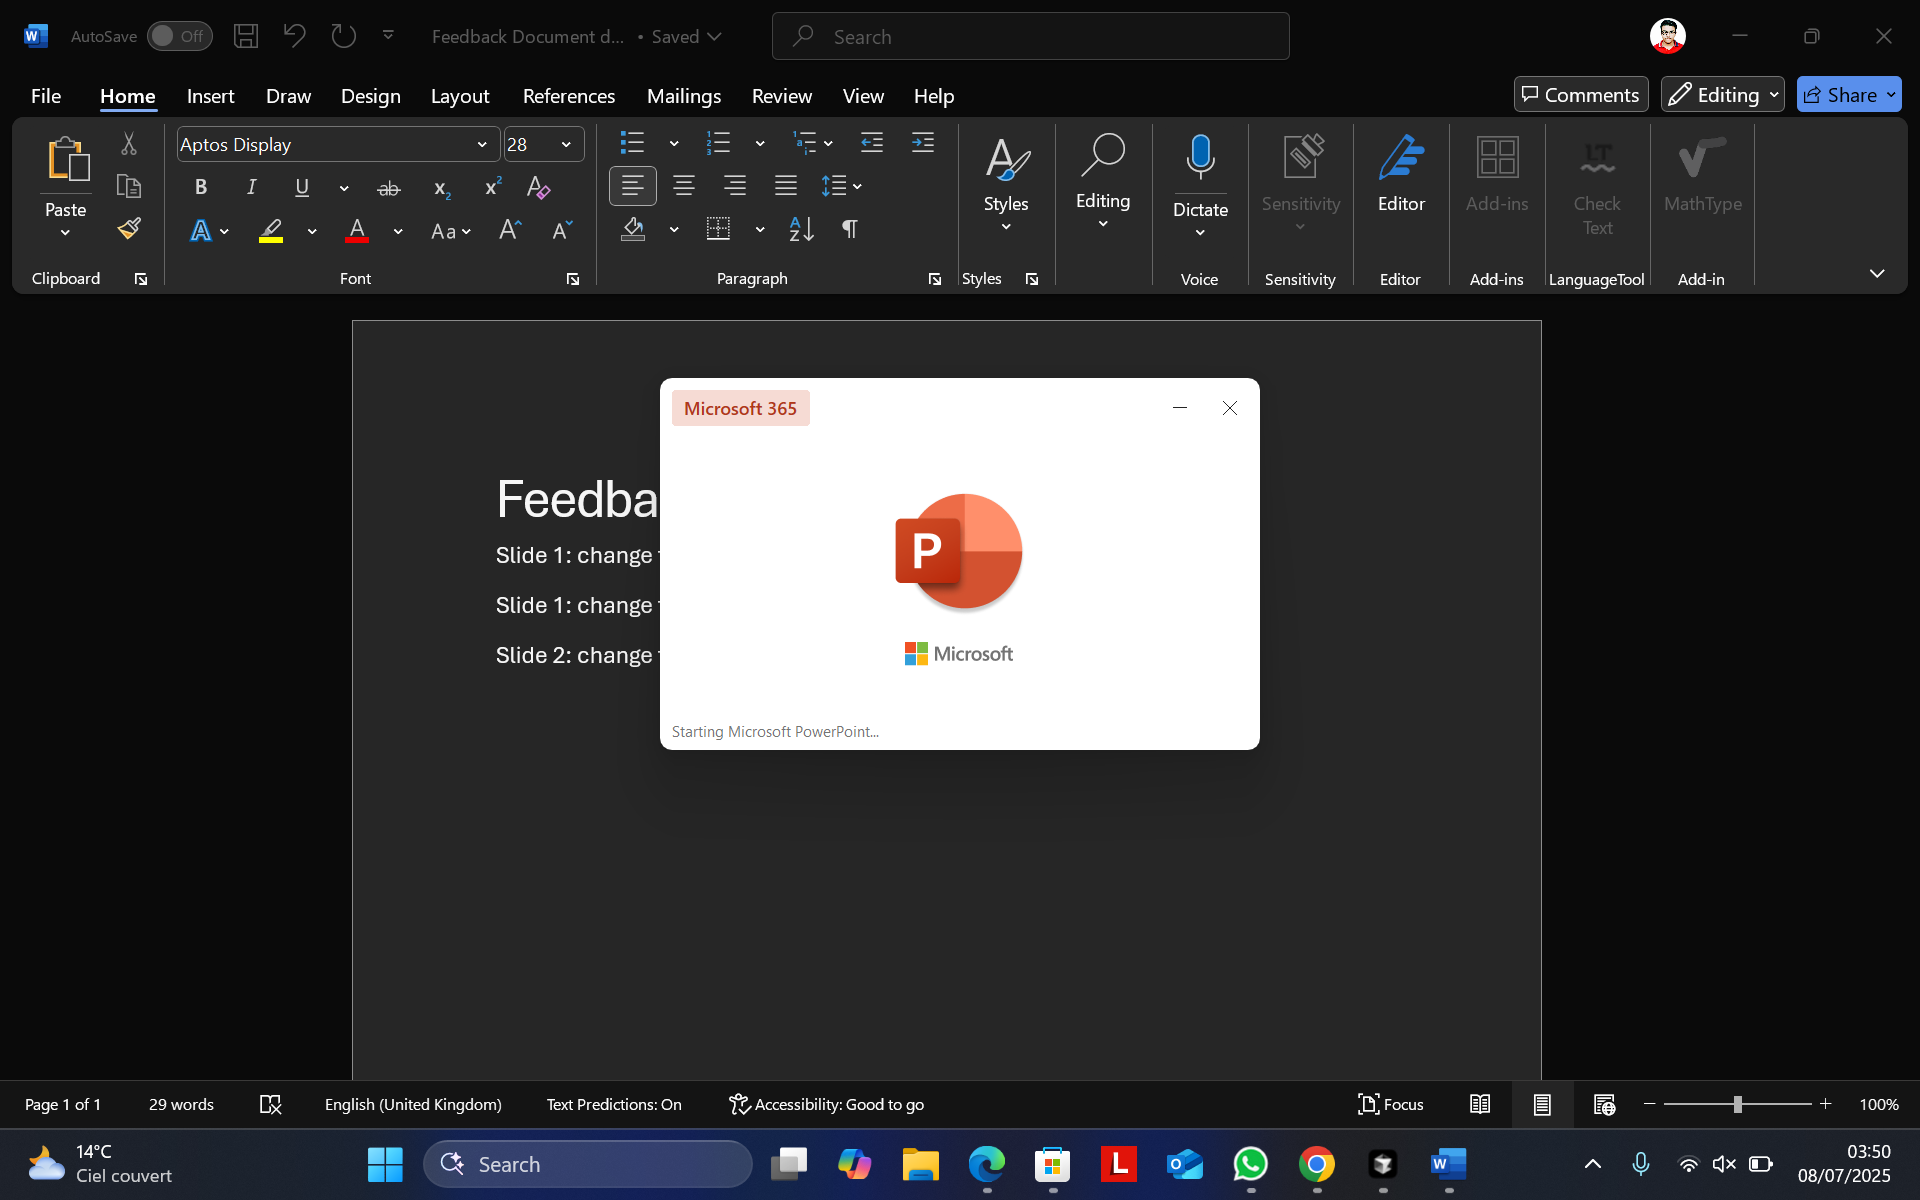 AutoSave Off Feedback Document d... • Saved Search
File Home Insert Draw Design Layout References Mailings Review View Help Comments Editing Share
Aptos Display 28
Paste Styles Editing Dictate Sensitivity Editor Add-ins Check Text MathType
Clipboard Font Paragraph Styles Voice Sensitivity Editor Add-ins LanguageTool Add-in
Microsoft 365
Feedba
Slide 1: change
Slide 1: change
Slide 2: change
P
Microsoft
Starting Microsoft PowerPoint...
Page 1 of 1 29 words English (United Kingdom) Text Predictions: On Accessibility: Good to go Focus 100%
14°C
Ciel couvert
Search
03:50
08/07/2025